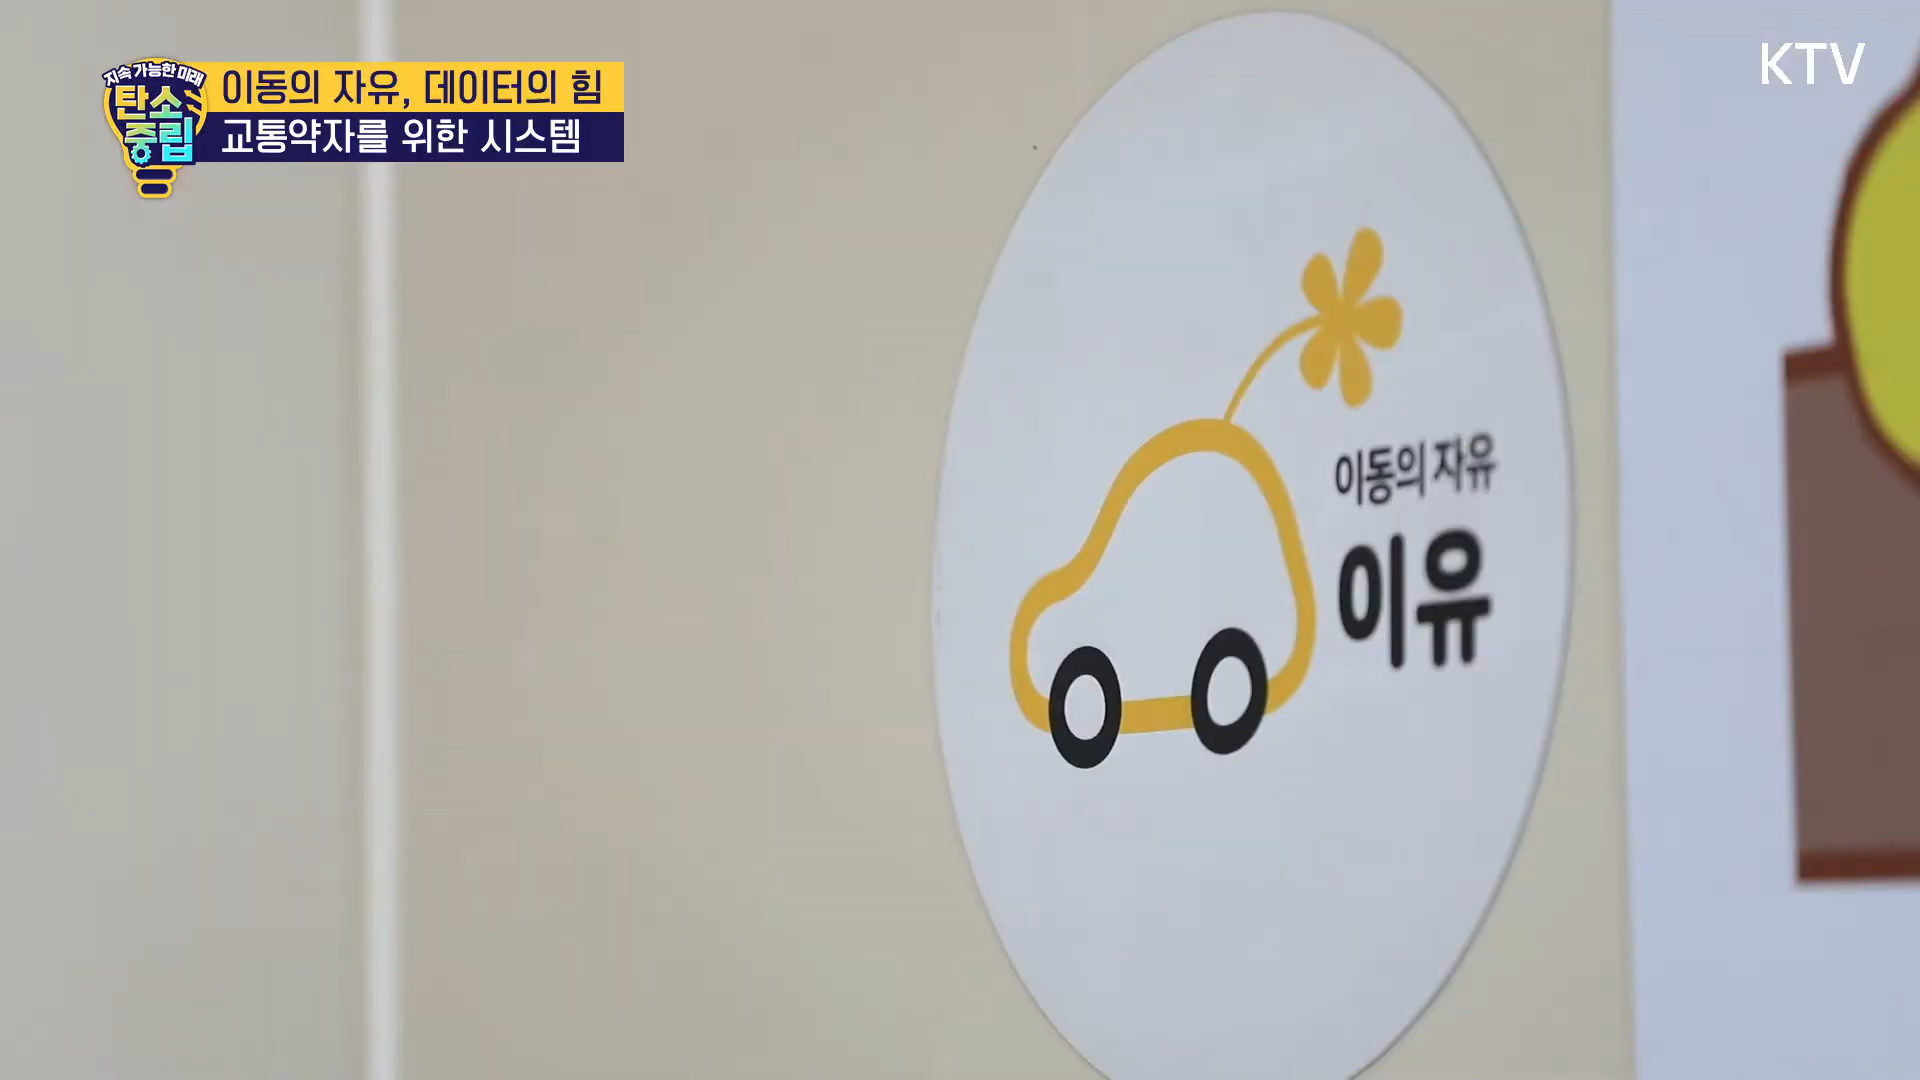 지속 가능한 미래
탄소
중립
이동의 자유, 데이터의 힘
교통약자를 위한 시스템
KTV
이동의 자유
이유